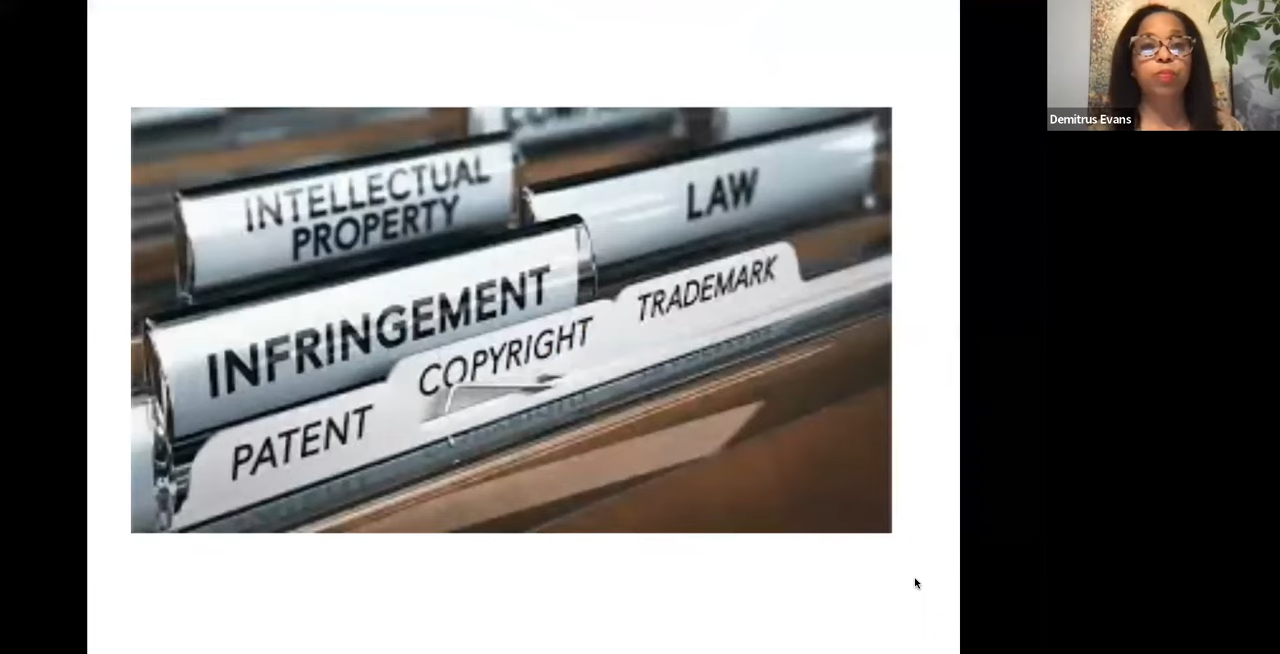 INTELLECTUAL
PROPERTY
LAW
INFRINGEMENT
COPYRIGHT
TRADEMARK
PATENT
Demitrus Evans